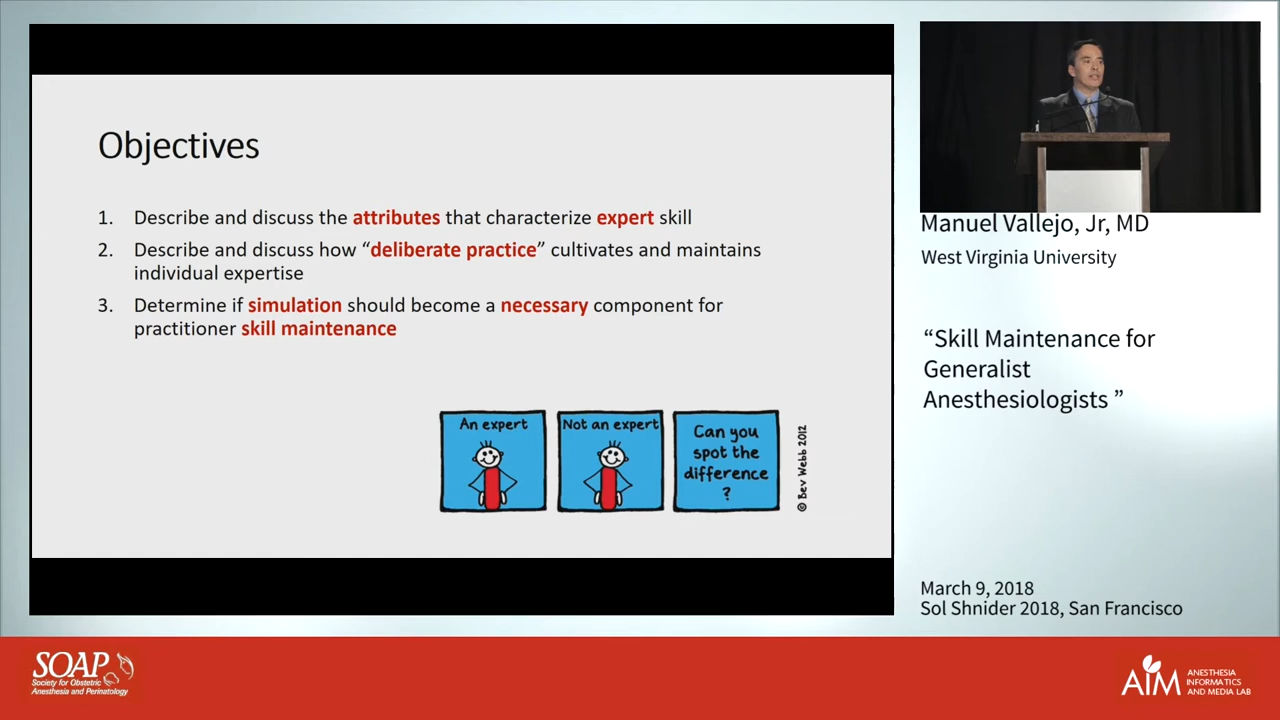 Objectives
1. Describe and discuss the attributes that characterize expert skill
2. Describe and discuss how “deliberate practice” cultivates and maintains
individual expertise
3. Determine if simulation should become a necessary component for
practitioner skill maintenance
An expert
Not an expert
Can you
spot the
difference
?
© Bev Webb 2012
Manuel Vallejo, Jr, MD
West Virginia University
“Skill Maintenance for
Generalist
Anesthesiologists ”
March 9, 2018
Sol Shnider 2018, San Francisco
SOAP
Society for Obstetric
Anesthesia and Perinatology
AIM
ANESTHESIA
INFORMATICS
AND MEDIA LAB